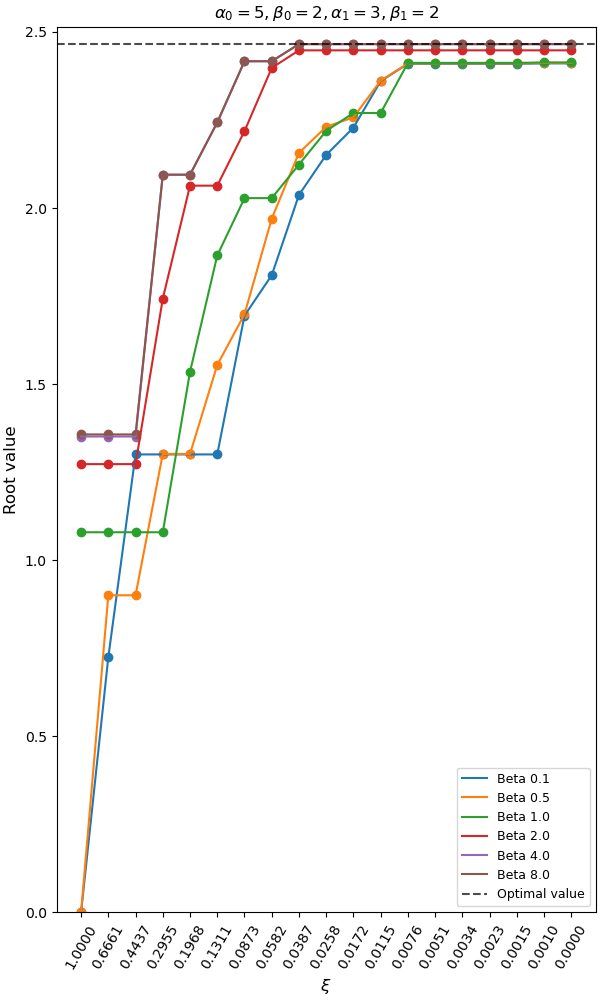 α₀ = 5, β₀ = 2, α₁ = 3, β₁ = 2
Root value
2.5
2.0
1.5
1.0
0.5
0.0
Beta 0.1
Beta 0.5
Beta 1.0
Beta 2.0
Beta 4.0
Beta 8.0
Optimal value
1.0000
0.6661
0.4437
0.2955
0.1968
0.1311
0.0873
0.0582
0.0387
0.0258
0.0172
0.0115
0.0076
0.0051
0.0034
0.0023
0.0015
0.0010
0.0000
ξ